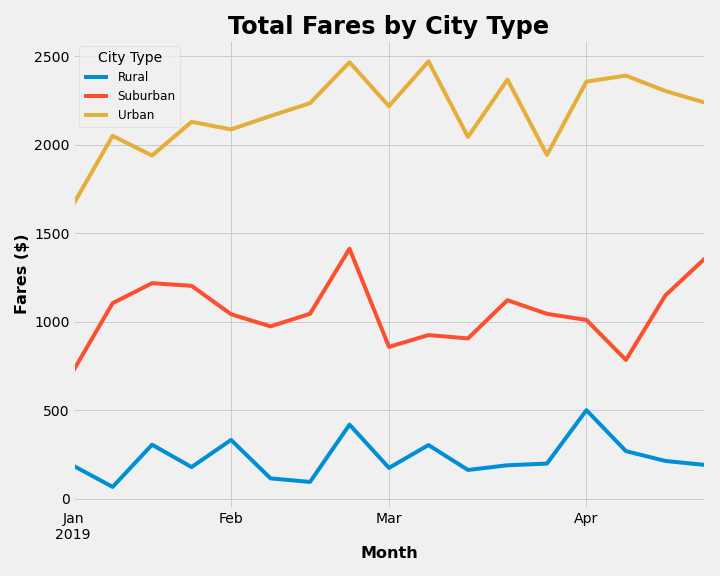 Total Fares by City Type
City Type
Rural
Suburban
Urban
2500
2000
1500
1000
500
0
Fares ($)
Jan Feb Mar Apr
2019
Month